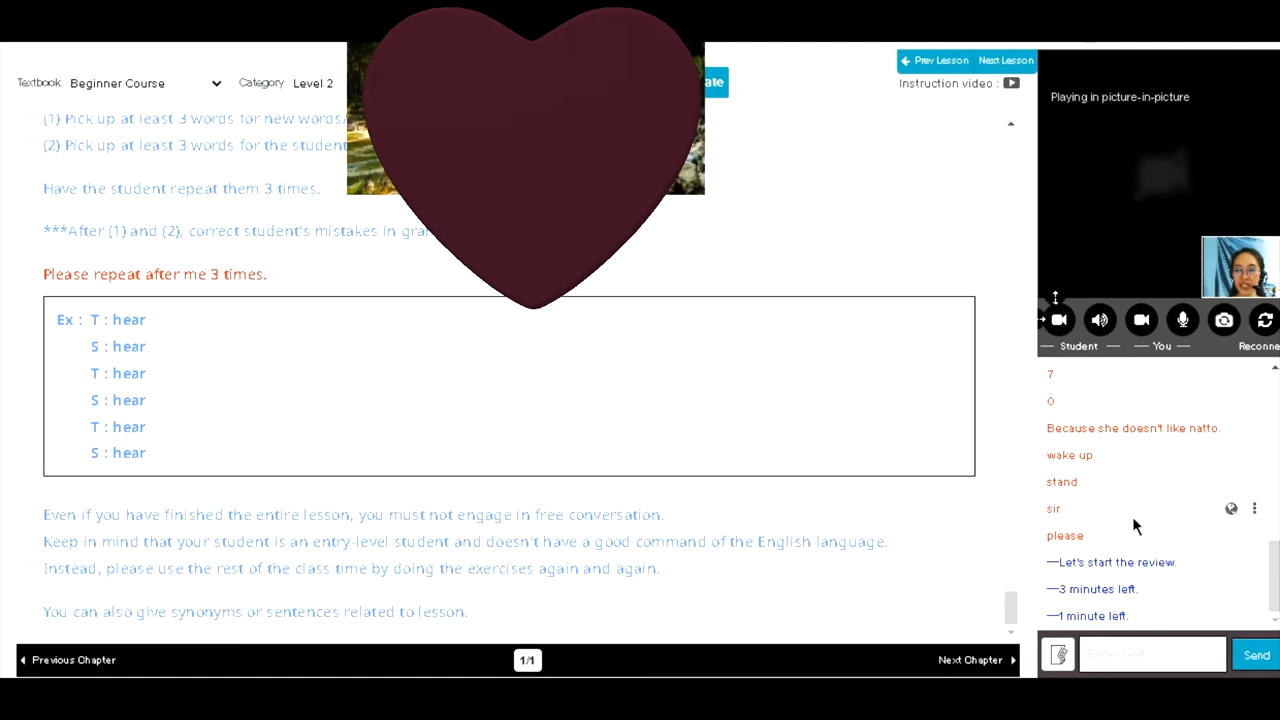 Prev Lesson Next Lesson
Textbook Beginner Course Category Level 2 ate Instruction video :
Playing in picture-in-picture
(1) Pick up at least 3 words for new words/
(2) Pick up at least 3 words for the student
Have the student repeat them 3 times.
***After (1) and (2), correct student's mistakes in gra
Please repeat after me 3 times.
Ex : T : hear
S : hear
T : hear
S : hear
T : hear
S : hear
Even if you have finished the entire lesson, you must not engage in free conversation.
Keep in mind that your student is an entry-level student and doesn't have a good command of the English language.
Instead, please use the rest of the class time by doing the exercises again and again.
You can also give synonyms or sentences related to lesson.
Previous Chapter 1/1 Next Chapter
Student You Reconne
7
0
Because she doesn't like natto.
wake up
stand
sir
please
—Let's start the review.
—3 minutes left.
—1 minute left.
Enter Text Send